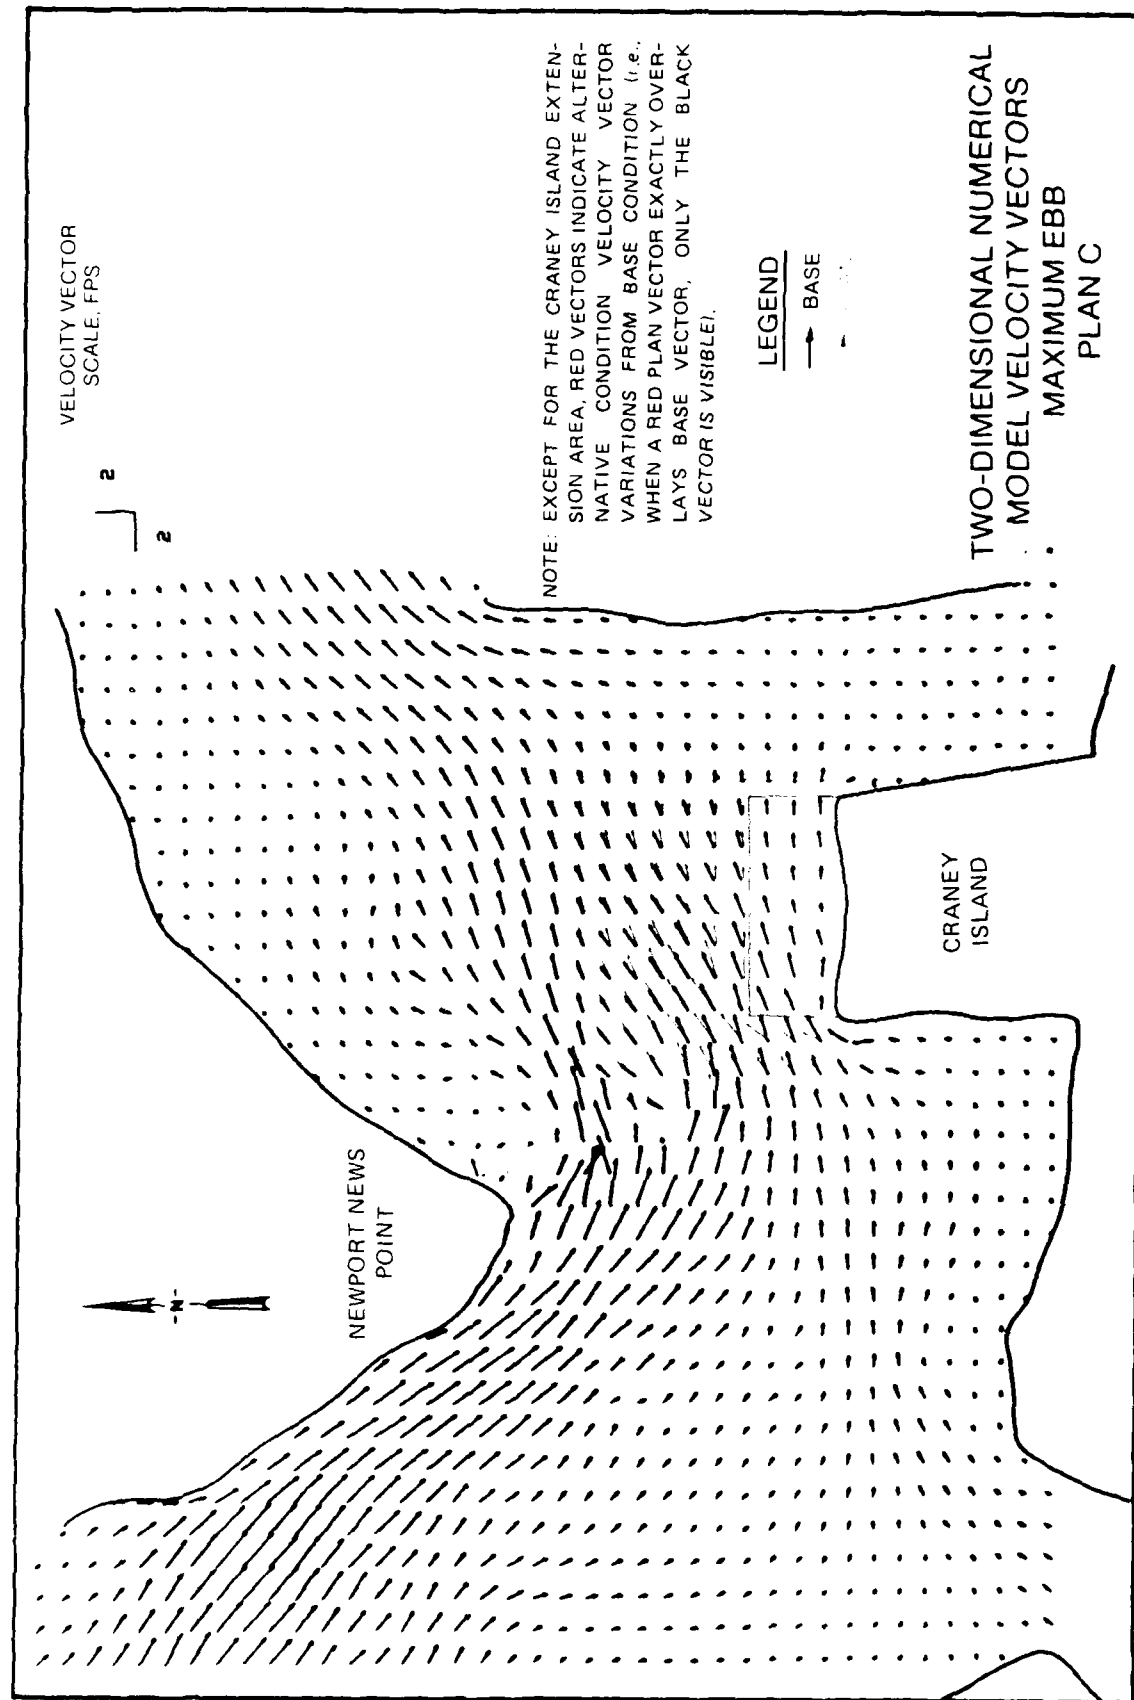 VELOCITY VECTOR
SCALE, FPS
2
2
NOTE: EXCEPT FOR THE CRANEY ISLAND EXTEN-
SION AREA, RED VECTORS INDICATE ALTER-
NATIVE CONDITION VELOCITY VECTOR
VARIATIONS FROM BASE CONDITION (i.e.,
WHEN A RED PLAN VECTOR EXACTLY OVER-
LAYS BASE VECTOR, ONLY THE BLACK
VECTOR IS VISIBLE).
LEGEND
BASE
NEWPORT NEWS
POINT
-N-
CRANEY
ISLAND
TWO-DIMENSIONAL NUMERICAL
MODEL VELOCITY VECTORS
MAXIMUM EBB
PLAN C